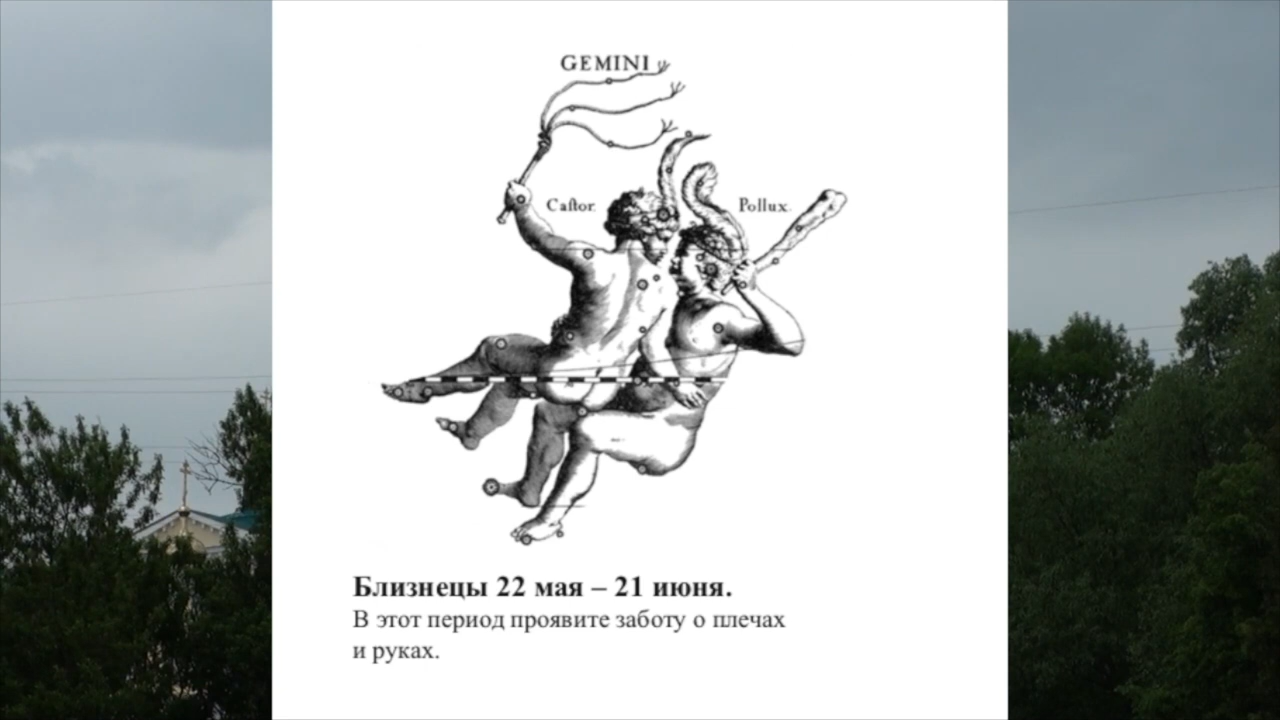 GEMINI
Caſtor.
Pollux.
Близнецы 22 мая – 21 июня.
В этот период проявите заботу о плечах
и руках.